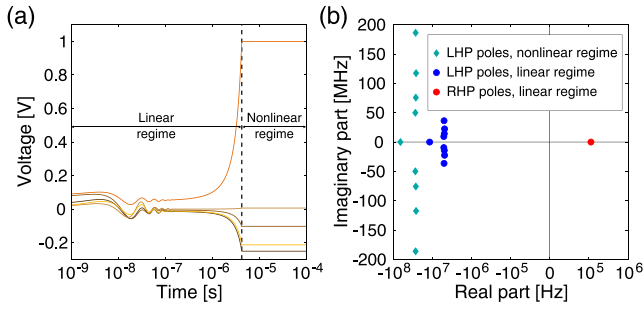 (a)
Voltage [V]
1
0.8
0.6
0.4
0.2
0
-0.2
Linear regime
Nonlinear regime
10^-9
10^-8
10^-7
10^-6
10^-5
10^-4
Time [s]
(b)
Imaginary part [MHz]
200
150
100
50
0
-50
-100
-150
-200
LHP poles, nonlinear regime
LHP poles, linear regime
RHP poles, linear regime
-10^8
-10^7
-10^6
-10^5
0
10^5
10^6
Real part [Hz]